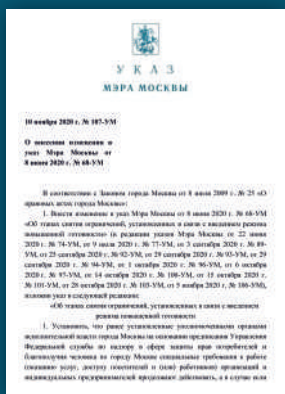 УКАЗ
МЭРА МОСКВЫ
10 ноября 2020 г. № 107-УМ
О внесении изменения в
указ Мэра Москвы от
8 июня 2020 г. № 68-УМ
В соответствии с Законом города Москвы от 8 июля 2009 г. № 25 «О
правовых актах города Москвы»:
1. Внести изменение в указ Мэра Москвы от 8 июня 2020 г. № 68-УМ
«Об этапах снятия ограничений, установленных в связи с введением режима
повышенной готовности» (в редакции указов Мэра Москвы от 22 июня
2020 г. № 74-УМ, от 9 июля 2020 г. № 77-УМ, от 3 сентября 2020 г. № 89-
УМ, от 25 сентября 2020 г. № 92-УМ, от 29 сентября 2020 г. № 93-УМ, от 29
сентября 2020 г. № 94-УМ, от 1 октября 2020 г. № 96-УМ, от 6 октября
2020 г. № 97-УМ, от 14 октября 2020 г. № 100-УМ, от 15 октября 2020 г.
№ 101-УМ, от 28 октября 2020 г. № 103-УМ, от 5 ноября 2020 г. № 106-УМ),
изложив указ в следующей редакции:
«Об этапах снятия ограничений, установленных в связи с введением
режима повышенной готовности
1. Установить, что ранее установленные уполномоченными органами
исполнительной власти города Москвы на основании предписания Управления
Федеральной службы по надзору в сфере защиты прав потребителей и
благополучия человека по городу Москве специальные требования к работе
(оказанию услуг, доступу посетителей и (или) работников) организаций и
индивидуальных предпринимателей продолжают действовать, а в случае если